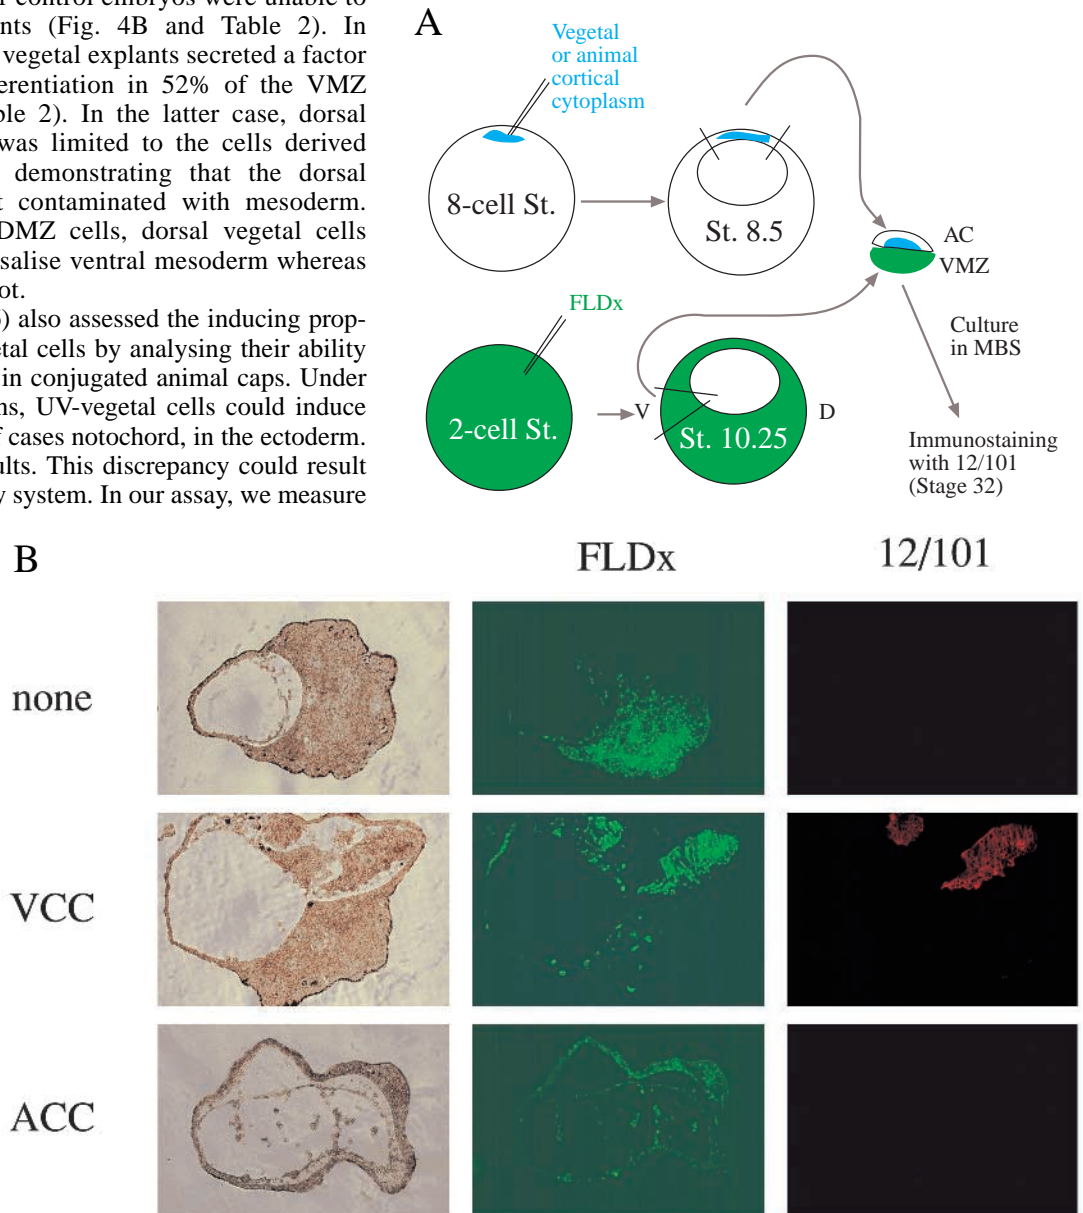 r control embryos were unable to
nts (Fig. 4B and Table 2). In
vegetal explants secreted a factor
erentiation in 52% of the VMZ
ble 2). In the latter case, dorsal
was limited to the cells derived
demonstrating that the dorsal
t contaminated with mesoderm.
DMZ cells, dorsal vegetal cells
salise ventral mesoderm whereas
ot.
) also assessed the inducing prop-
etal cells by analysing their ability
in conjugated animal caps. Under
ns, UV-vegetal cells could induce
f cases notochord, in the ectoderm.
ults. This discrepancy could result
y system. In our assay, we measure
A
Vegetal
or animal
cortical
cytoplasm
8-cell St.
St. 8.5
AC
VMZ
FLDx
Culture
in MBS
2-cell St.
V
St. 10.25
D
Immunostaining
with 12/101
(Stage 32)
B
FLDx
12/101
none
VCC
ACC